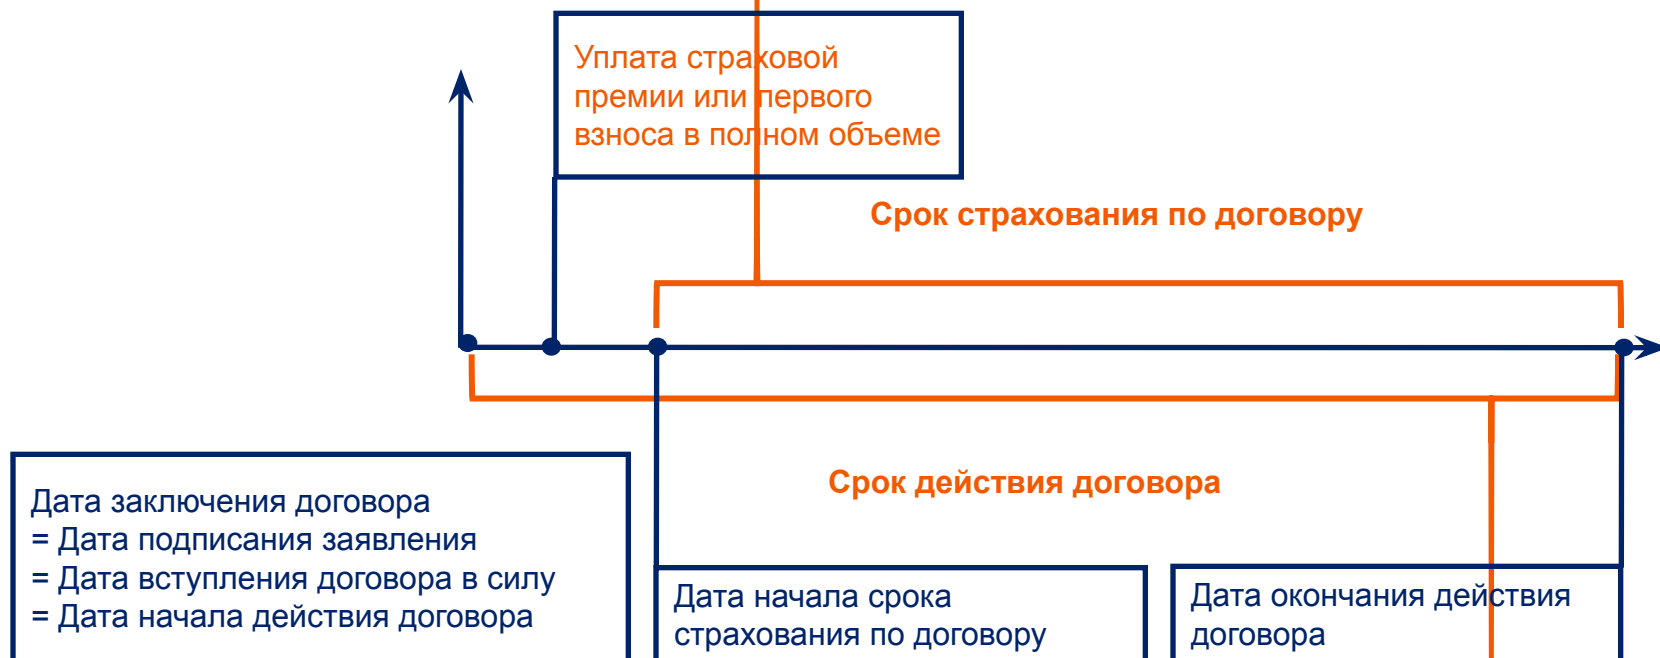 Уплата страховой
премии или первого
взноса в полном объеме
Срок страхования по договору
Срок действия договора
Дата заключения договора
= Дата подписания заявления
= Дата вступления договора в силу
= Дата начала действия договора
Дата начала срока
страхования по договору
Дата окончания действия
договора